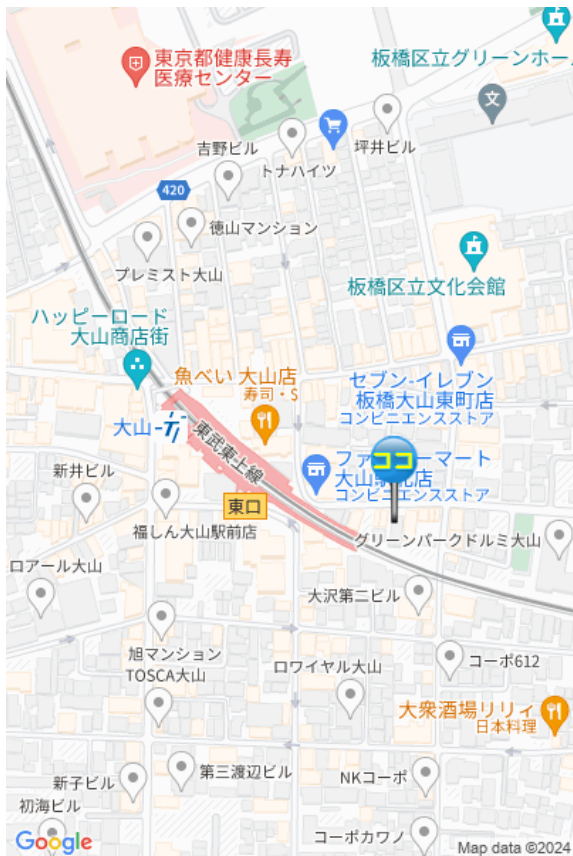 東京都健康長寿
医療センター
板橋区立グリーンホー
文
吉野ビル
トナハイツ
坪井ビル
420
徳山マンション
プレミスト大山
板橋区立文化会館
ハッピーロード
大山商店街
魚べい 大山店
寿司・S
セブン-イレブン
板橋大山東町店
コンビニエンスストア
大山
東武東上線
ココ
コンビニエンスストア
新井ビル
東口
福しん大山駅前店
グリーンパークドルミ大山
ロアール大山
大沢第二ビル
旭マンション
TOSCA大山
ロワイヤル大山
コーポ612
大衆酒場リリィ
日本料理
第三渡辺ビル
新子ビル
NKコーポ
初海ビル
コーポカワノ
Google
Map data ©2024